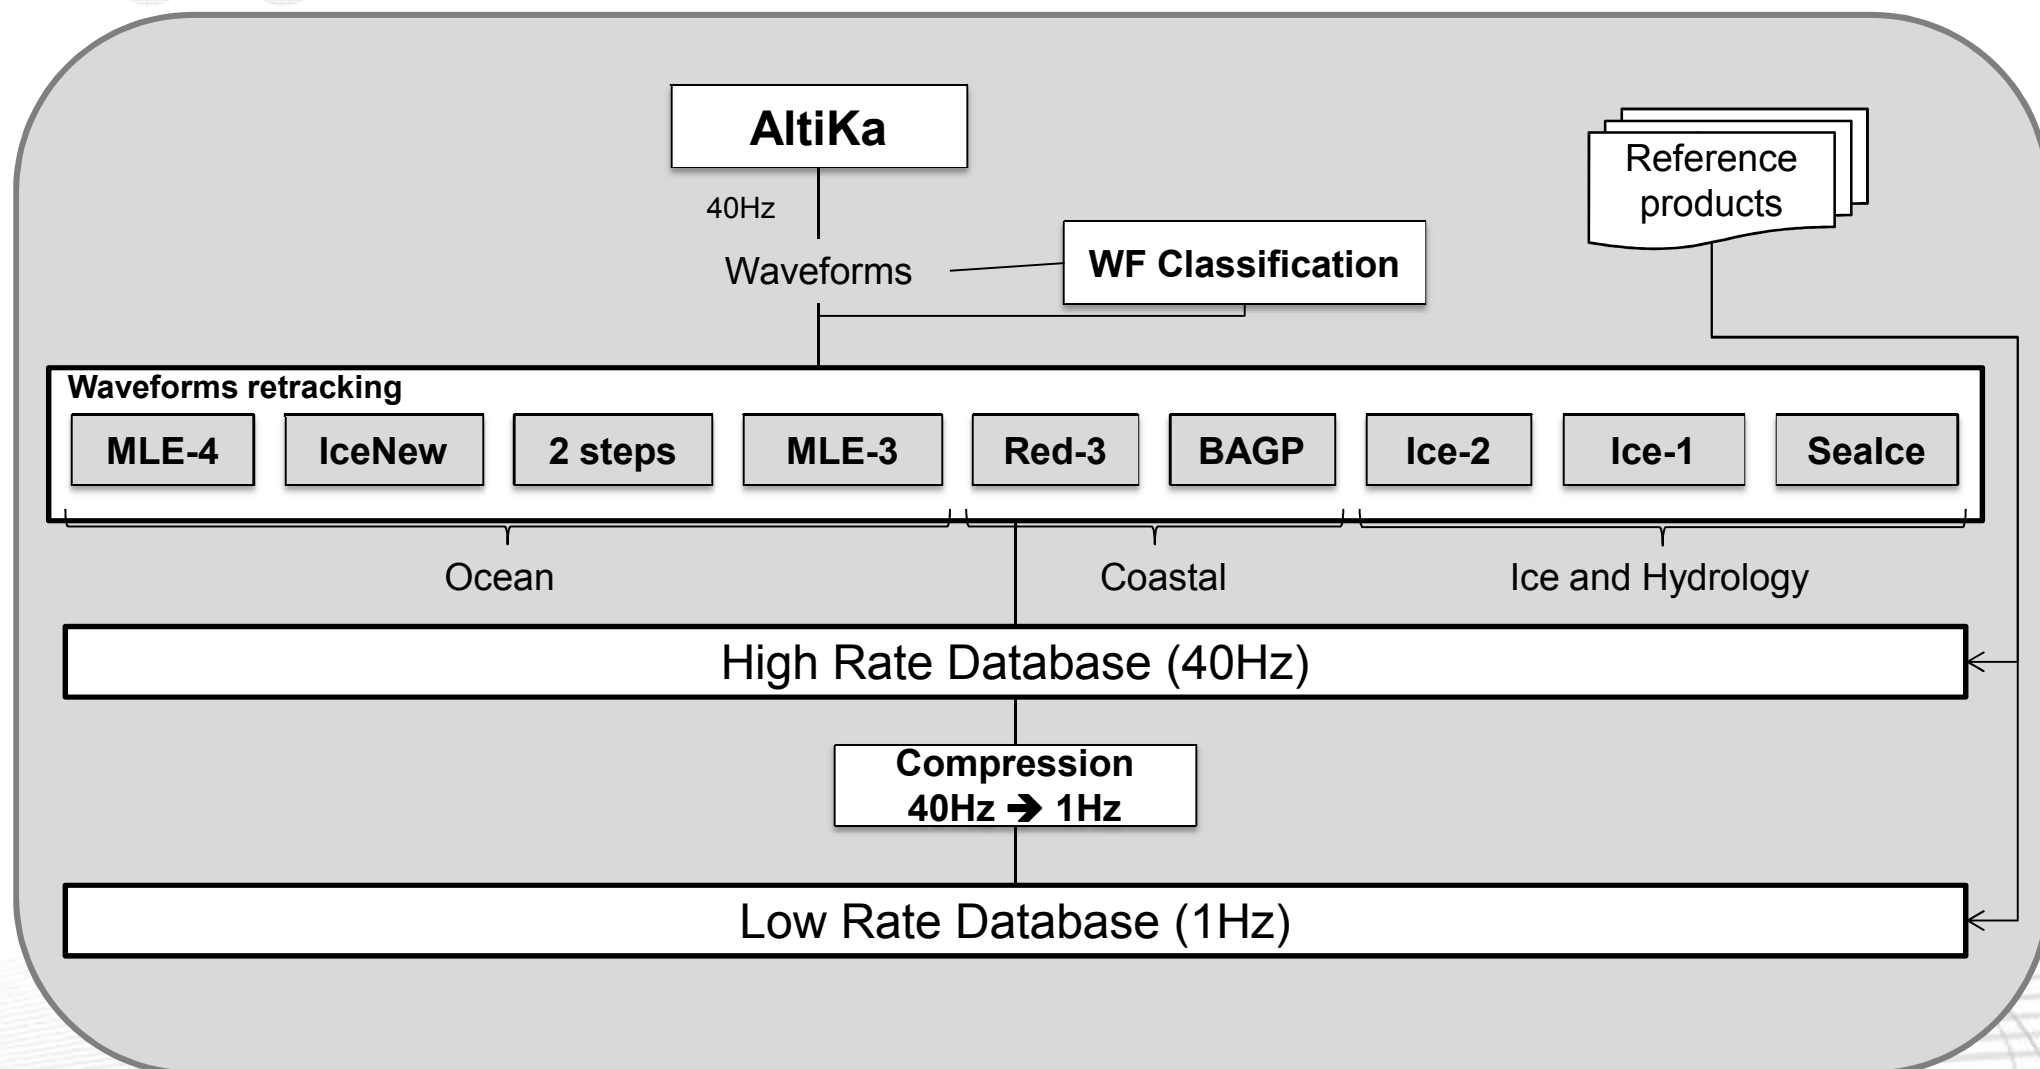 AltiKa
40Hz
Waveforms
WF Classification
Reference
products
Waveforms retracking
MLE-4 IceNew 2 steps MLE-3 Red-3 BAGP Ice-2 Ice-1 SeaIce
Ocean Coastal Ice and Hydrology
High Rate Database (40Hz)
Compression
40Hz ➔ 1Hz
Low Rate Database (1Hz)